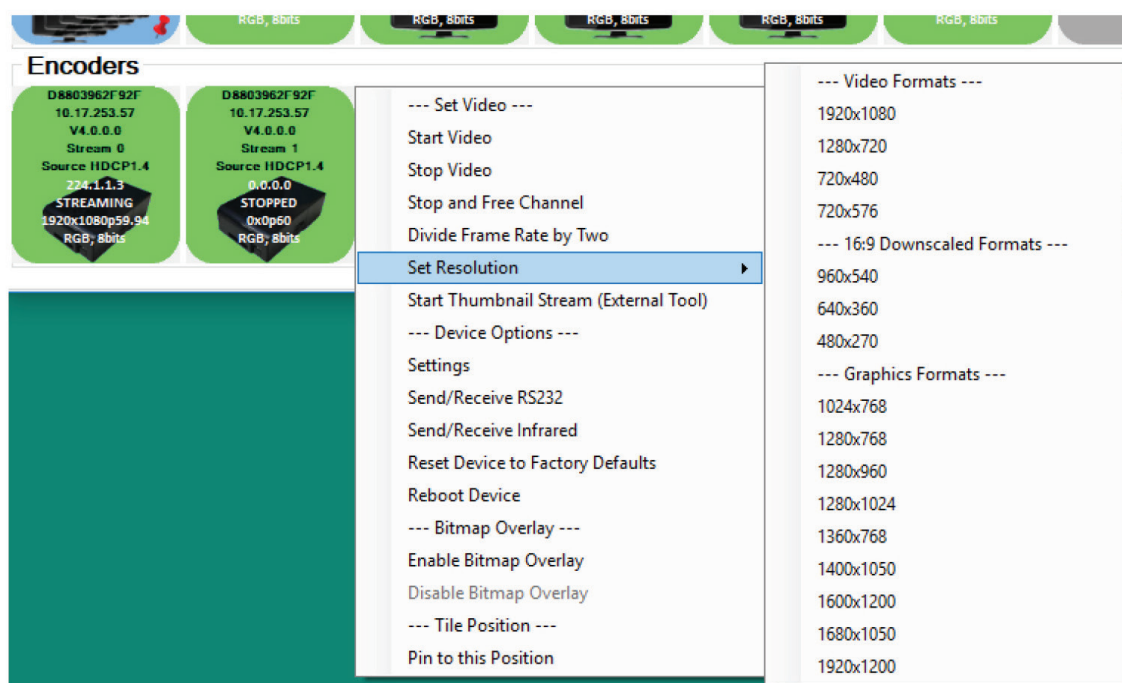 RGB, 8bits
RGB, 8bits
RGB, 8bits
RGB, 8bits
RGB, 8bits
Encoders
D8803962F92F
10.17.253.57
V4.0.0.0
Stream 0
Source HDCP1.4
224.1.1.3
STREAMING
1920x1080p59.94
RGB, 8bits
D8803962F92F
10.17.253.57
V4.0.0.0
Stream 1
Source HDCP1.4
0.0.0.0
STOPPED
0x0p60
RGB, 8bits
--- Set Video ---
Start Video
Stop Video
Stop and Free Channel
Divide Frame Rate by Two
Set Resolution
Start Thumbnail Stream (External Tool)
--- Device Options ---
Settings
Send/Receive RS232
Send/Receive Infrared
Reset Device to Factory Defaults
Reboot Device
--- Bitmap Overlay ---
Enable Bitmap Overlay
Disable Bitmap Overlay
--- Tile Position ---
Pin to this Position
--- Video Formats ---
1920x1080
1280x720
720x480
720x576
--- 16:9 Downscaled Formats ---
960x540
640x360
480x270
--- Graphics Formats ---
1024x768
1280x768
1280x960
1280x1024
1360x768
1400x1050
1600x1200
1680x1050
1920x1200